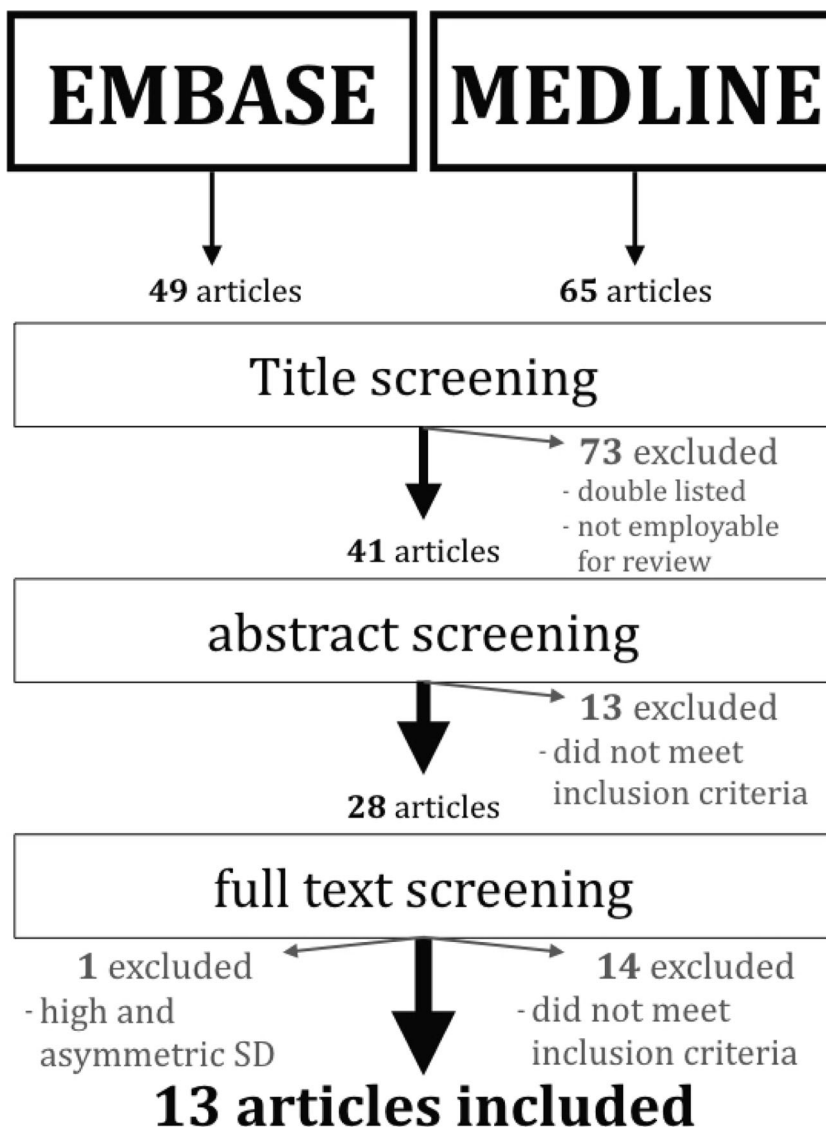 EMBASE
MEDLINE
49 articles
65 articles
Title screening
73 excluded
- double listed
- not employable
for review
41 articles
abstract screening
13 excluded
- did not meet
inclusion criteria
28 articles
full text screening
1 excluded
- high and
asymmetric SD
14 excluded
- did not meet
inclusion criteria
13 articles included